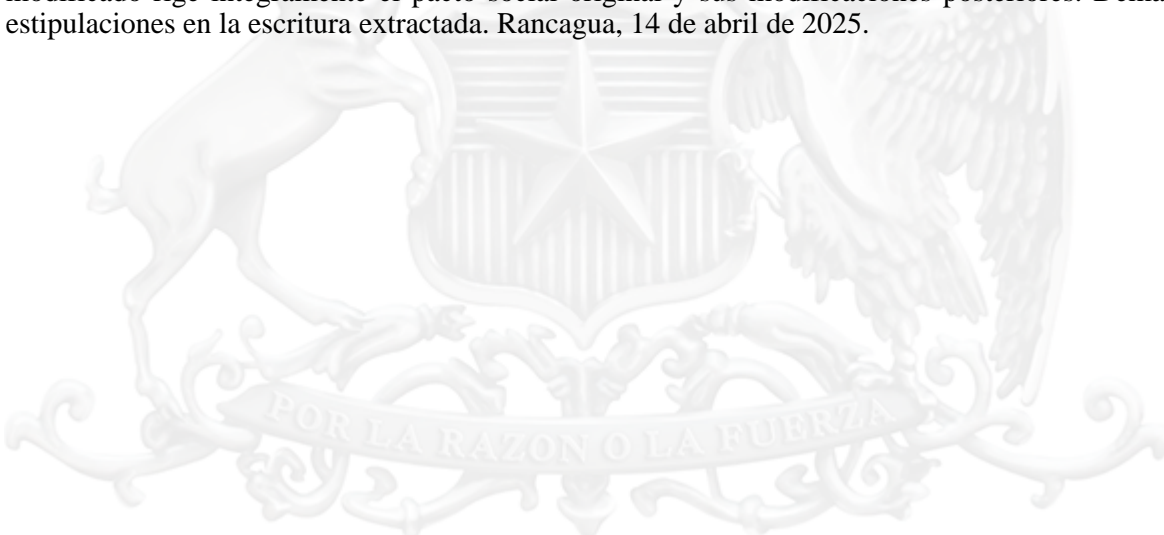 modificado rige íntegramente el pacto social original y sus modificaciones posteriores. Demá
estipulaciones en la escritura extractada. Rancagua, 14 de abril de 2025.
POR LA RAZON O LA FUERZA